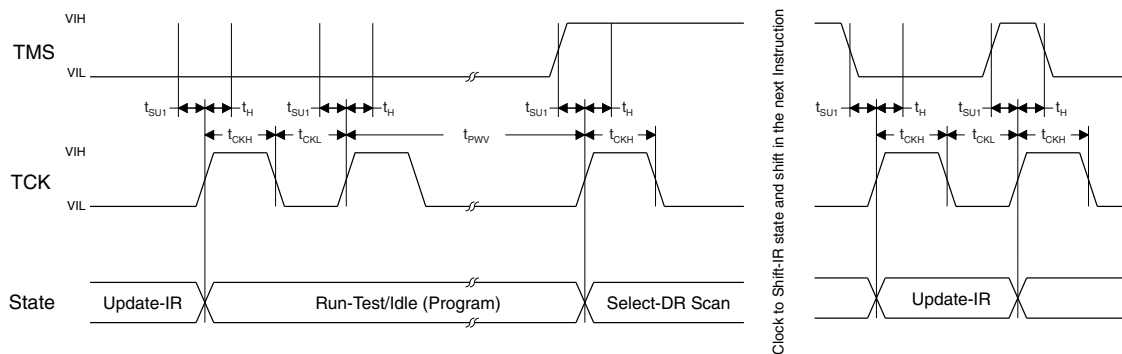 VIH
TMS
VIL
tSU1 tH tSU1 tH tSU1 tH tSU1 tH tSU1 tH
tCKH tCKL tPWV tCKH tCKH tCKL tCKH
VIH
TCK
VIL
State Update-IR Run-Test/Idle (Program) Select-DR Scan Update-IR
Clock to Shift-IR state and shift in the next Instruction